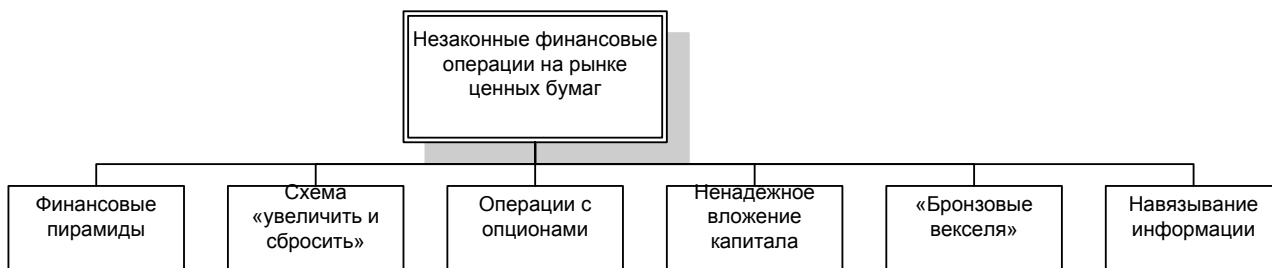 Незаконные финансовые
операции на рынке
ценных бумаг
Финансовые
пирамиды
Схема
«увеличить и
сбросить»
Операции с
опционами
Ненадежное
вложение
капитала
«Бронзовые
векселя»
Навязывание
информации